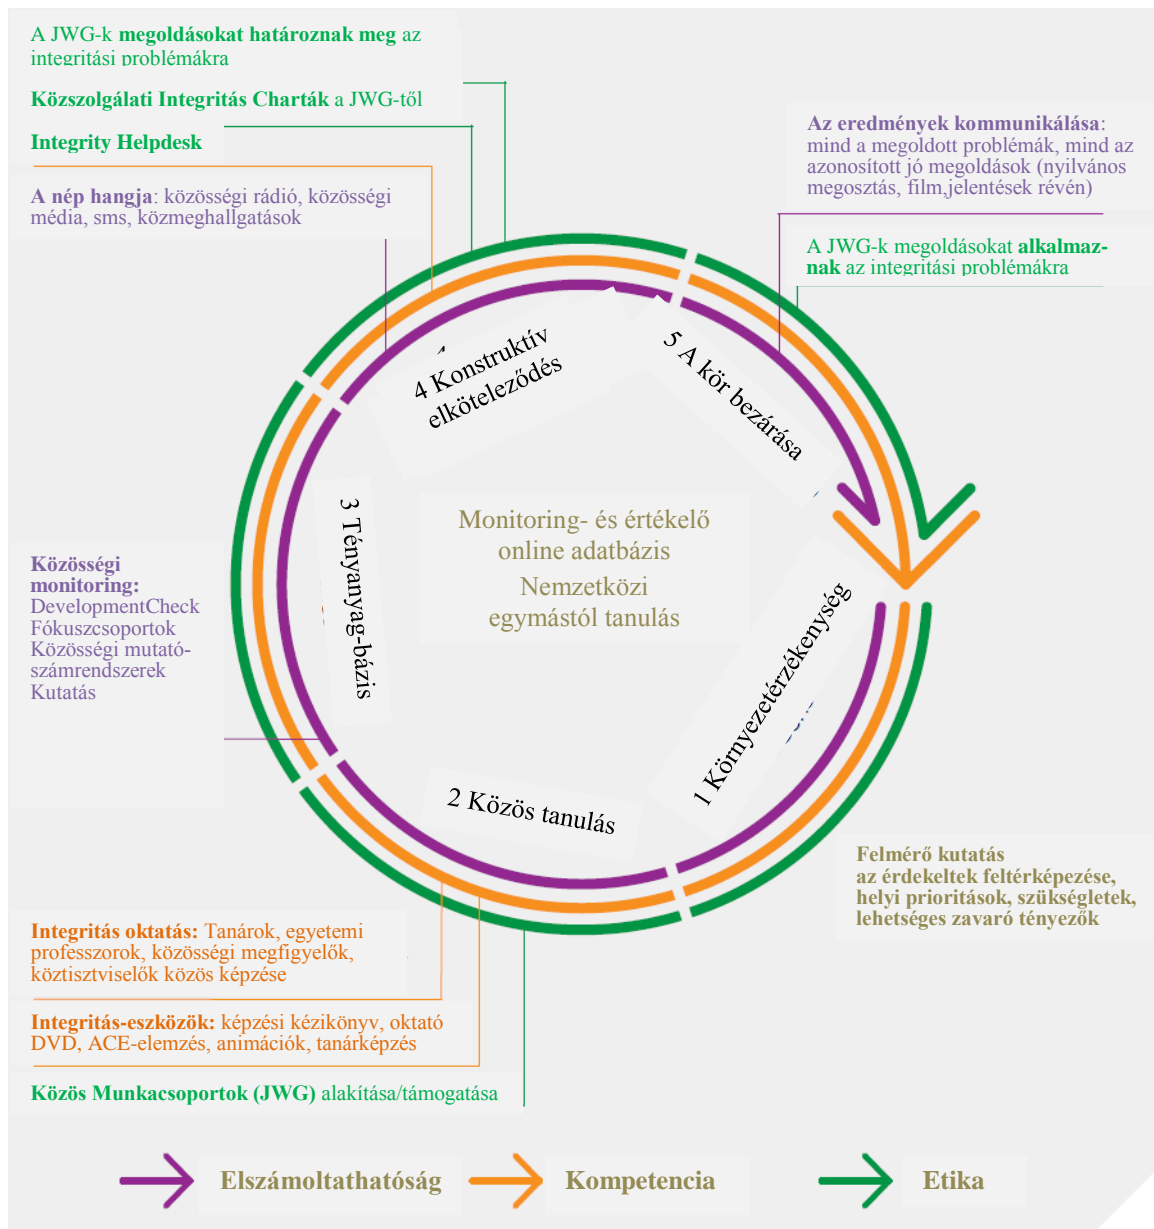 A JWG-k megoldásokat határoznak meg az
integritási problémákra
Közszolgálati Integritás Charták a JWG-től
Integrity Helpdesk
A nép hangja: közösségi rádió, közösségi
média, sms, közmeghallgatások
Az eredmények kommunikálása:
mind a megoldott problémák, mind az
azonosított jó megoldások (nyilvános
megosztás, film,jelentések révén)
A JWG-k megoldásokat alkalmaz-
nak az integritási problémákra
4 Konstruktív
elköteleződés
5 A kör bezárása
3 Tényanyag-bázis
Monitoring- és értékelő
online adatbázis
Nemzetközi
egymástól tanulás
1 Környezetérzékenység
2 Közös tanulás
Közösségi
monitoring:
DevelopmentCheck
Fókuszcsoportok
Közösségi mutató-
számrendszerek
Kutatás
Felmérő kutatás
az érdekeltek feltérképezése,
helyi prioritások, szükségletek,
lehetséges zavaró tényezők
Integritás oktatás: Tanárok, egyetemi
professzorok, közösségi megfigyelők,
köztisztviselők közös képzése
Integritás-eszközök: képzési kézikönyv, oktató
DVD, ACE-elemzés, animációk, tanárképzés
Közös Munkacsoportok (JWG) alakítása/támogatása
Elszámoltathatóság
Kompetencia
Etika